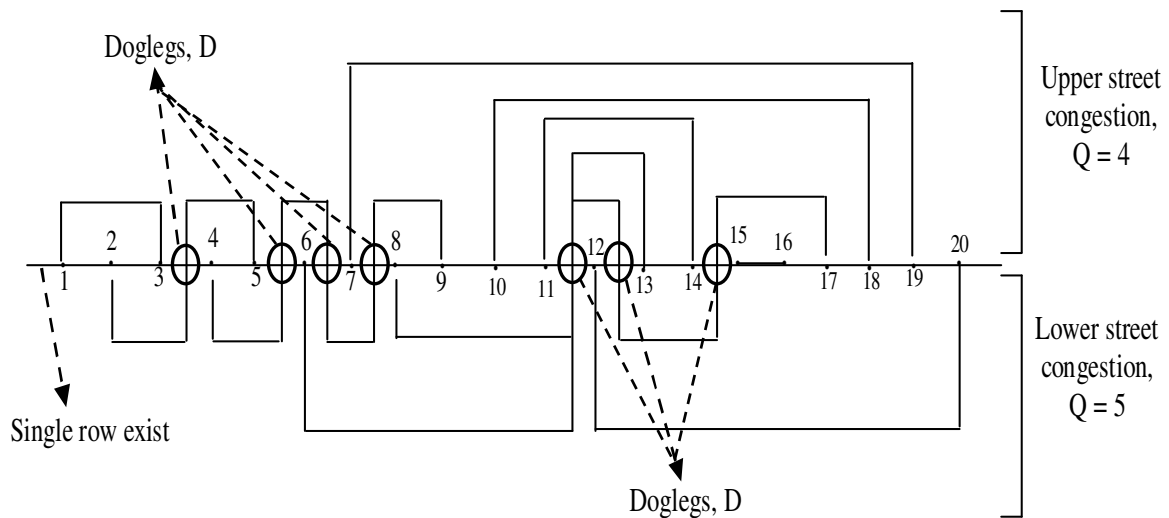 Doglegs, D
Upper street
congestion,
Q = 4
2 4 6 8 12 15 16 20
1 3 5 7 9 10 11 13 14 17 18 19
Lower street
congestion,
Q = 5
Single row exist
Doglegs, D